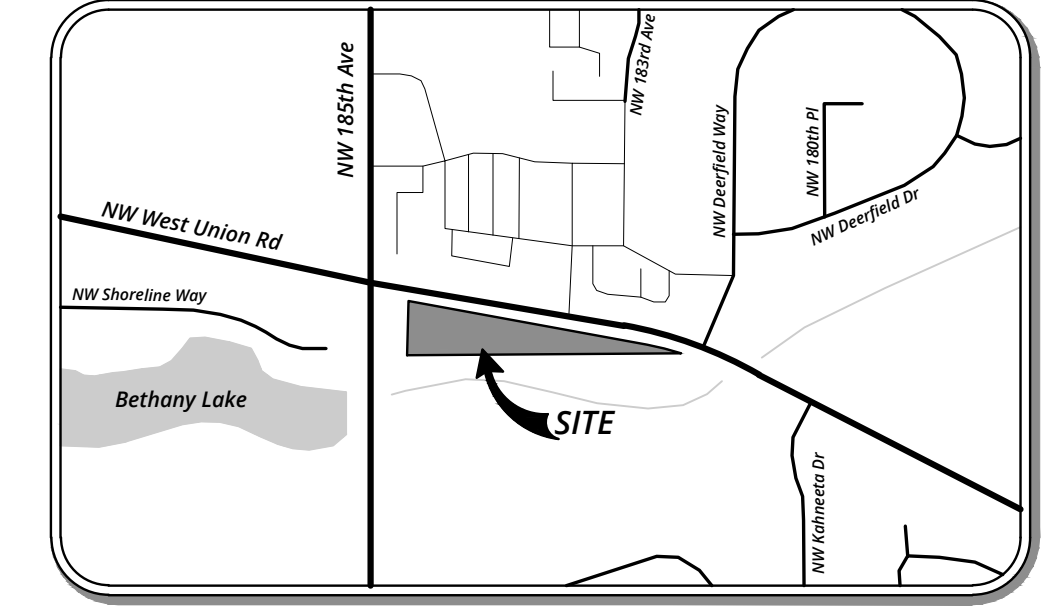 NW 185th Ave
NW 183rd Ave
NW Deerfield Way
NW 180th Pl
NW Deerfield Dr
NW West Union Rd
NW Shoreline Way
Bethany Lake
SITE
NW Kahneeta Dr